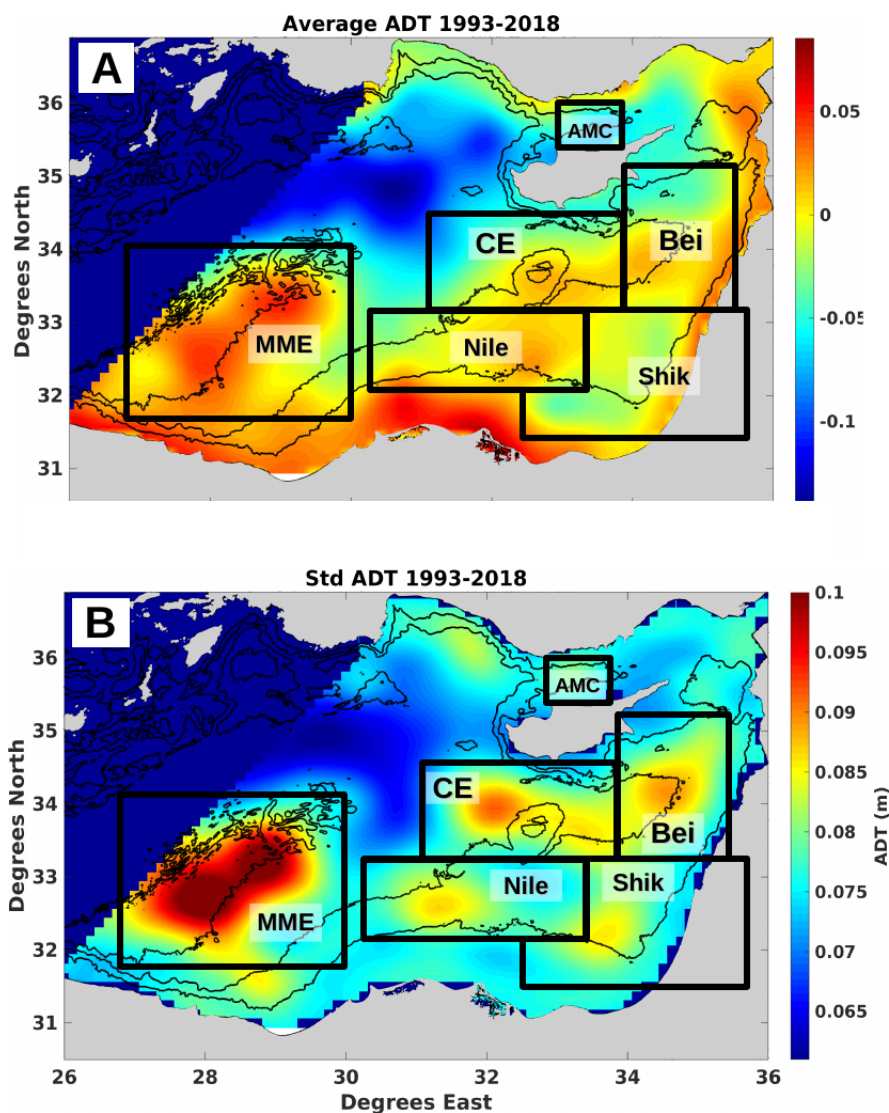 Average ADT 1993-2018
A
AMC
CE
Bei
MME
Nile
Shik
Degrees North
36
35
34
33
32
31
0.05
0
-0.05
-0.1
Std ADT 1993-2018
B
AMC
CE
Bei
Nile
Shik
MME
Degrees North
36
35
34
33
32
31
26 28 30 32 34 36
Degrees East
0.1
0.095
0.09
0.085
0.08
0.075
0.07
0.065
ADT (m)